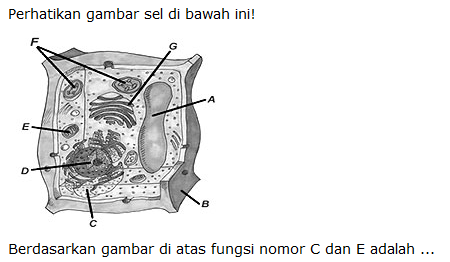 Perhatikan gambar sel di bawah ini!
F
G
A
E
D
B
C
Berdasarkan gambar di atas fungsi nomor C dan E adalah ...